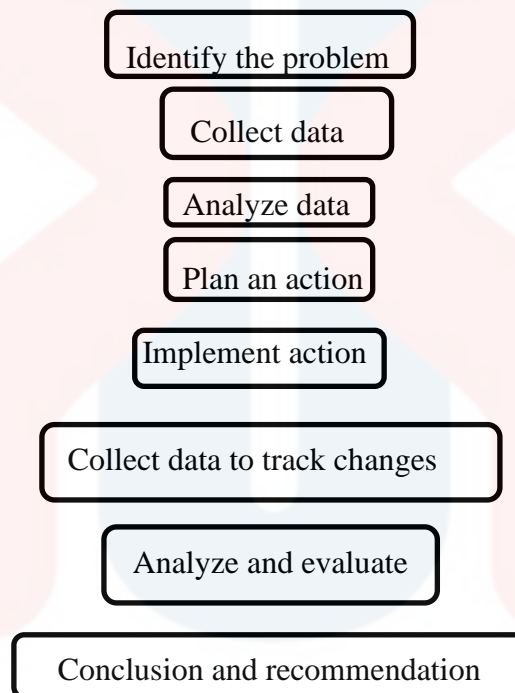 Identify the problem
Collect data
Analyze data
Plan an action
Implement action
Collect data to track changes
Analyze and evaluate
Conclusion and recommendation